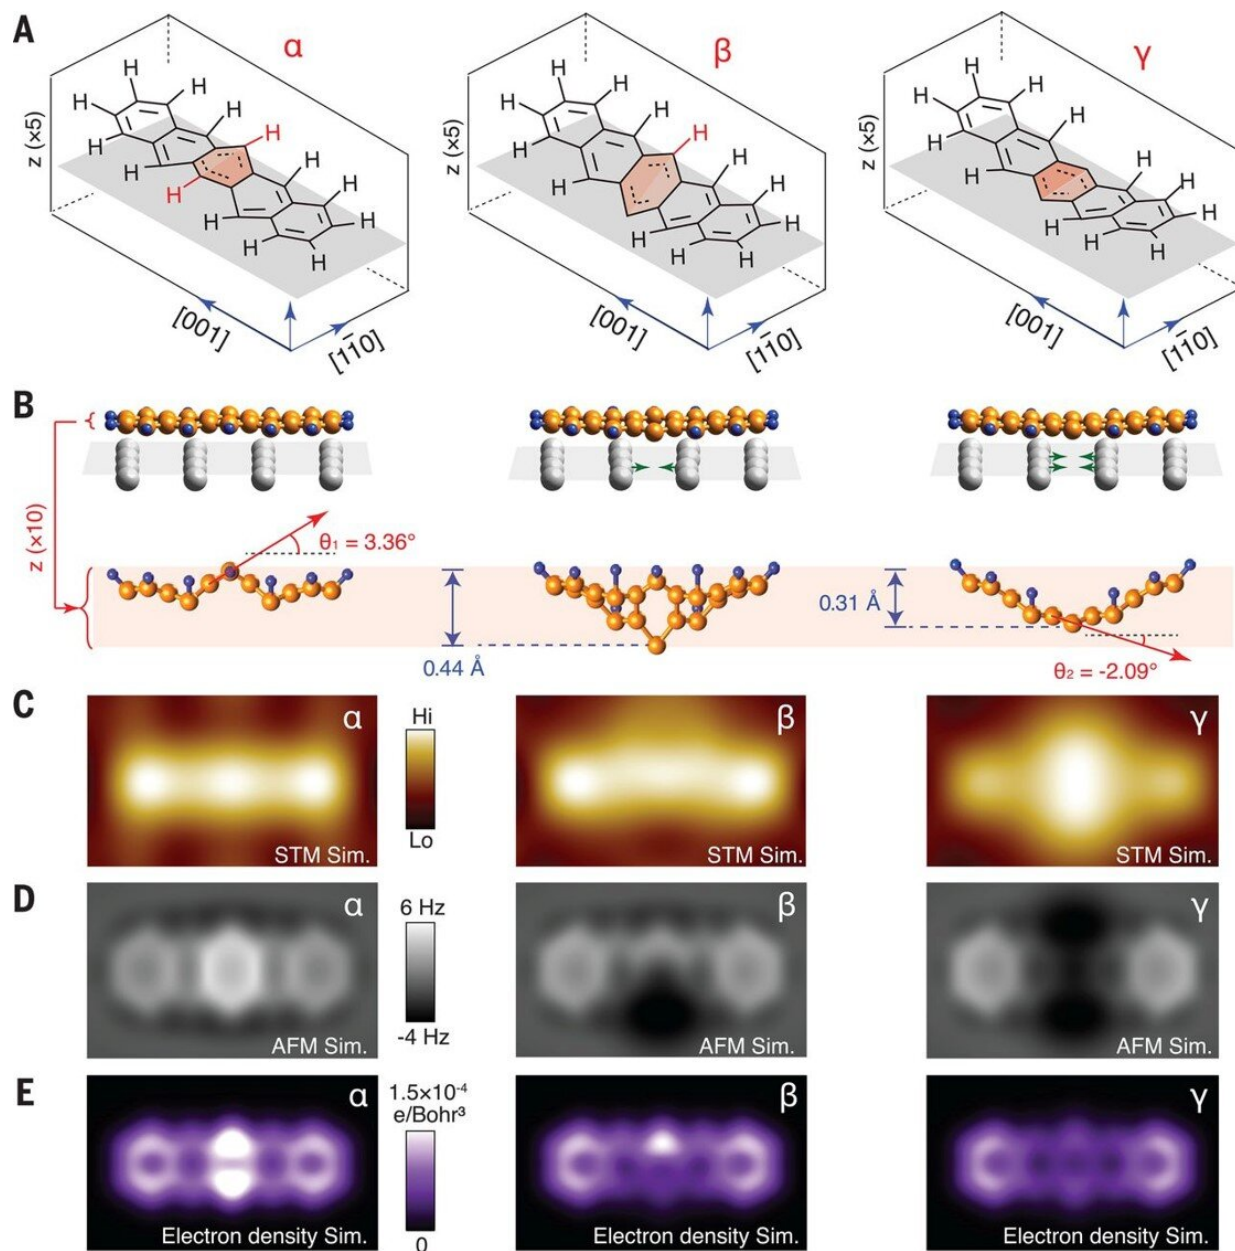 A
α
β
γ
z (×5)
z (×5)
z (×5)
H H H H H H H H H H H H H H
H H H H H H H H H H H H H
H H H H H H H H H H H H
[001]
[11̄0]
[001]
[11̄0]
[001]
[11̄0]
B
z (×10)
θ₁ = 3.36°
0.44 Å
0.31 Å
θ₂ = -2.09°
C
α
Hi
Lo
STM Sim.
β
STM Sim.
γ
STM Sim.
D
α
6 Hz
-4 Hz
AFM Sim.
β
AFM Sim.
γ
AFM Sim.
E
α
1.5×10⁻⁴
e/Bohr³
0
Electron density Sim.
β
Electron density Sim.
γ
Electron density Sim.